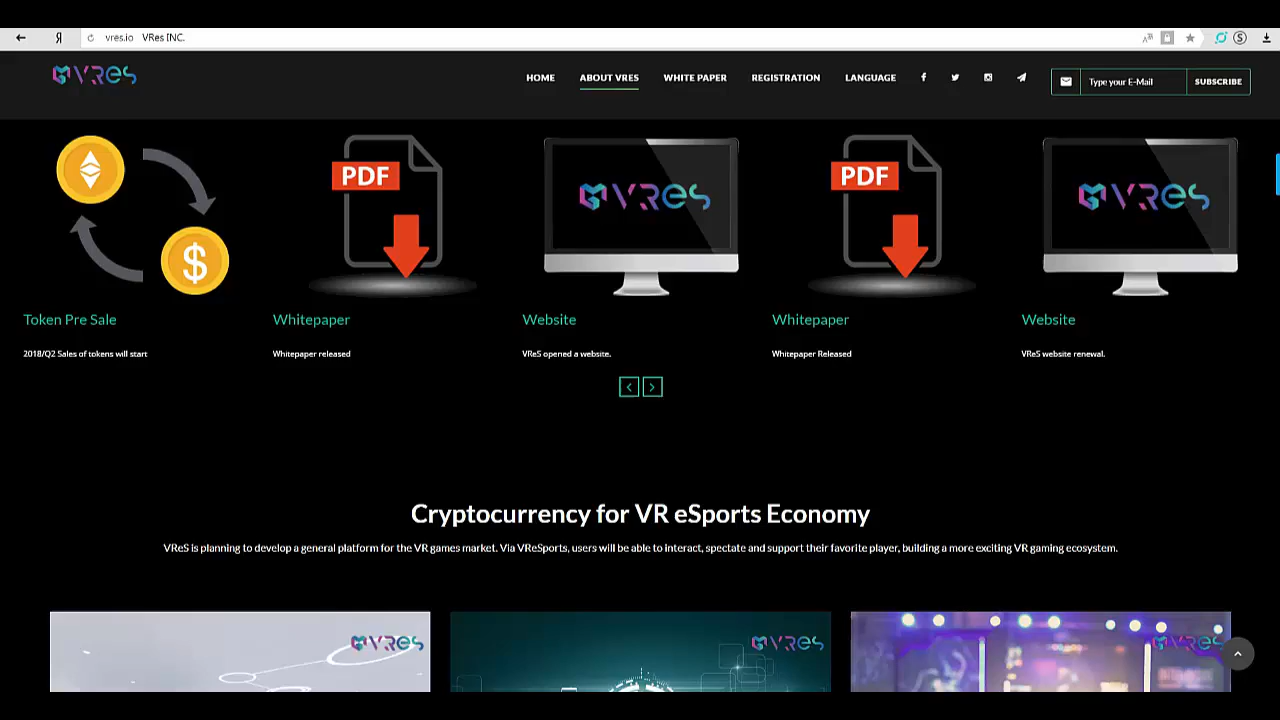 Я vres.io VRes INC.
VRes
HOME ABOUT VRES WHITE PAPER REGISTRATION LANGUAGE Type your E-Mail SUBSCRIBE
PDF VReS PDF VReS
$
Token Pre Sale Whitepaper Website Whitepaper Website
2018/Q2 Sales of tokens will start Whitepaper released VReS opened a website. Whitepaper Released VReS website renewal.
Cryptocurrency for VR eSports Economy
VReS is planning to develop a general platform for the VR games market. Via VReSports, users will be able to interact, spectate and support their favorite player, building a more exciting VR gaming ecosystem.
VReS VReS VReS